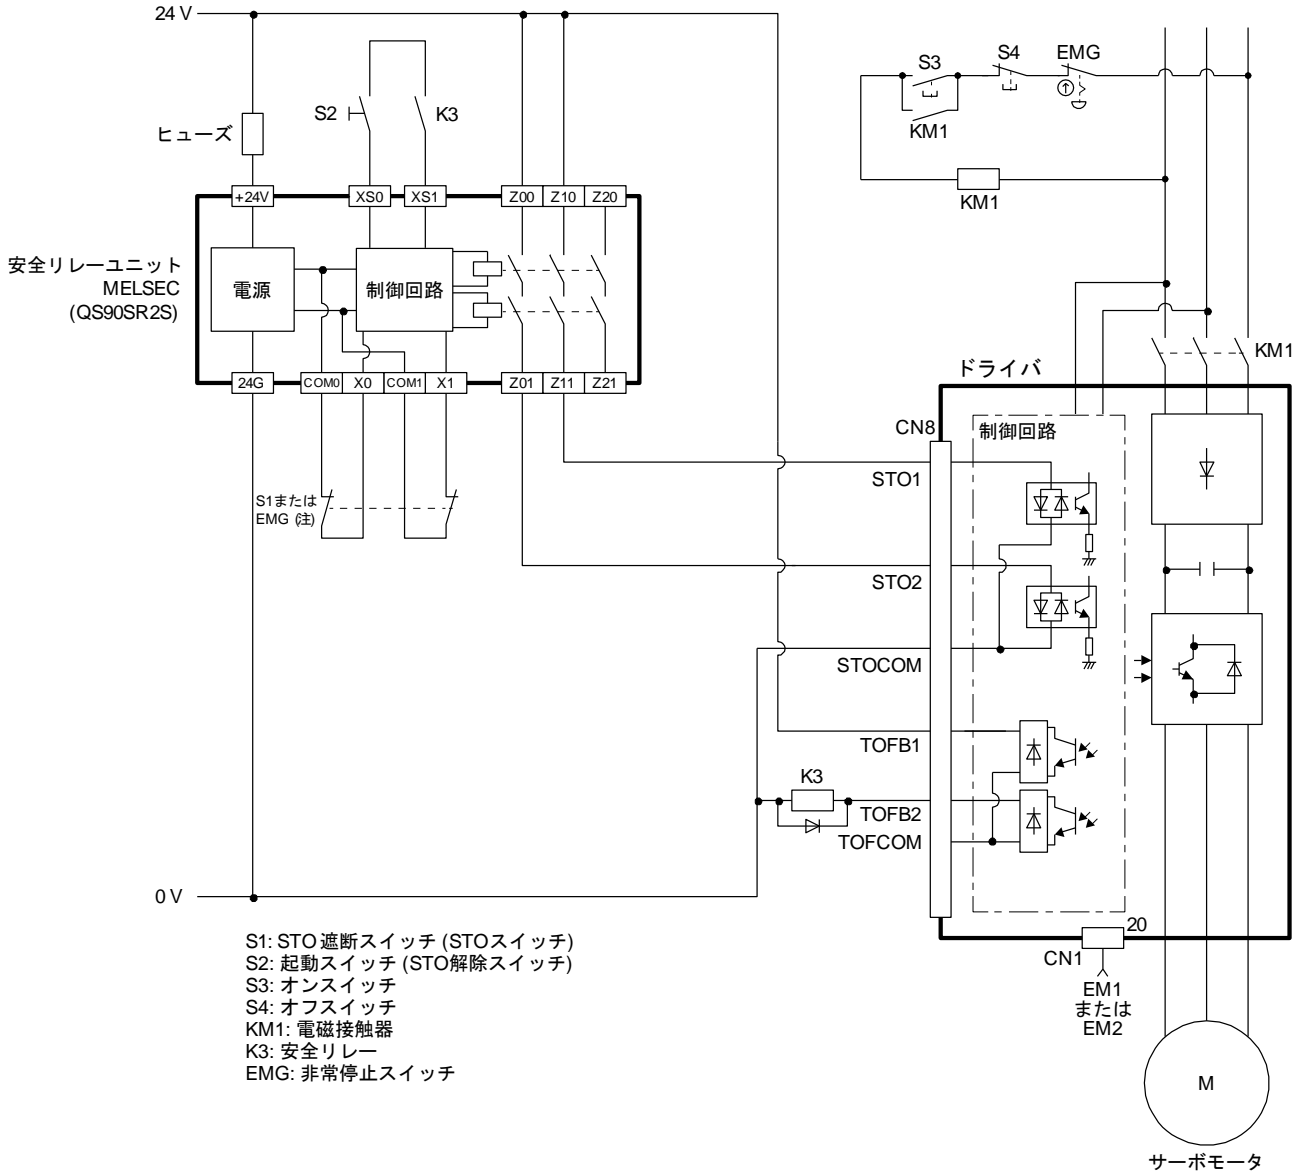 24 V
S3
S4
EMG
S2
K3
ヒューズ
KM1
KM1
+24V
XS0
XS1
Z00
Z10
Z20
安全リレーユニット
MELSEC
(QS90SR2S)
電源
制御回路
KM1
ドライバ
24G
COM0
X0
COM1
X1
Z01
Z11
Z21
CN8
制御回路
STO1
S1または
EMG (注)
STO2
STOCOM
TOFB1
K3
TOFB2
TOFCOM
0 V
20
CN1
EM1
または
EM2
S1: STO 遮断スイッチ (STOスイッチ)
S2: 起動スイッチ (STO解除スイッチ)
S3: オンスイッチ
S4: オフスイッチ
KM1: 電磁接触器
K3: 安全リレー
EMG: 非常停止スイッチ
M
サーボモータ